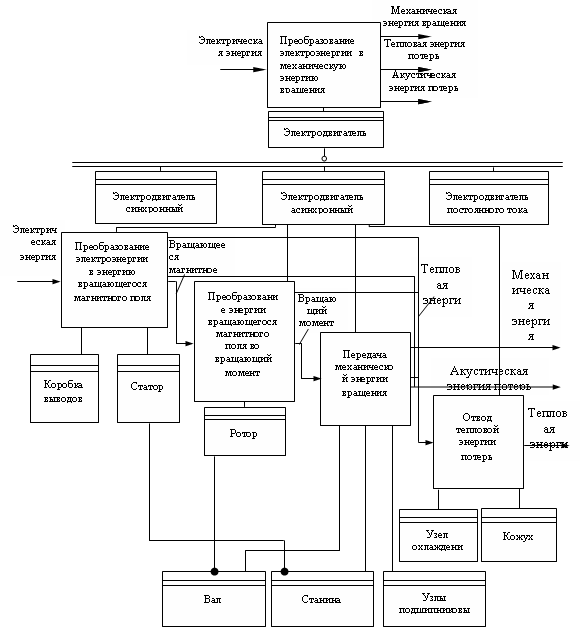 Механическая
энергия вращения
Электрическа
я энергия
Преобразование
электроэнергии в
механическую
энергию
вращения
Тепловая энергия
потерь
Акустическая
энергия потерь
Электродвигатель
Электродвигатель
синхронный
Электродвигатель
асинхронный
Электродвигатель
постоянного тока
Электрич
еская
энергия
Преобразование
электроэнергии
в энергию
вращающегося
магнитного поля
Вращающее
ся
магнитное
Теплов
ая
энерги
Механ
ическа
я
энерги
я
Преобразовани
е энергии
вращающегося
магнитного
поля во
вращающий
момент
Вращаю
щий
момент
Передача
механическо
й энергии
вращения
Коробка
выводов
Статор
Акустическая
энергия потерь
Отвод
тепловой
энергии
потерь
Теплов
ая
энерги
Ротор
Узел
охлаждени
Кожух
Вал
Станина
Узлы
подшипниковы